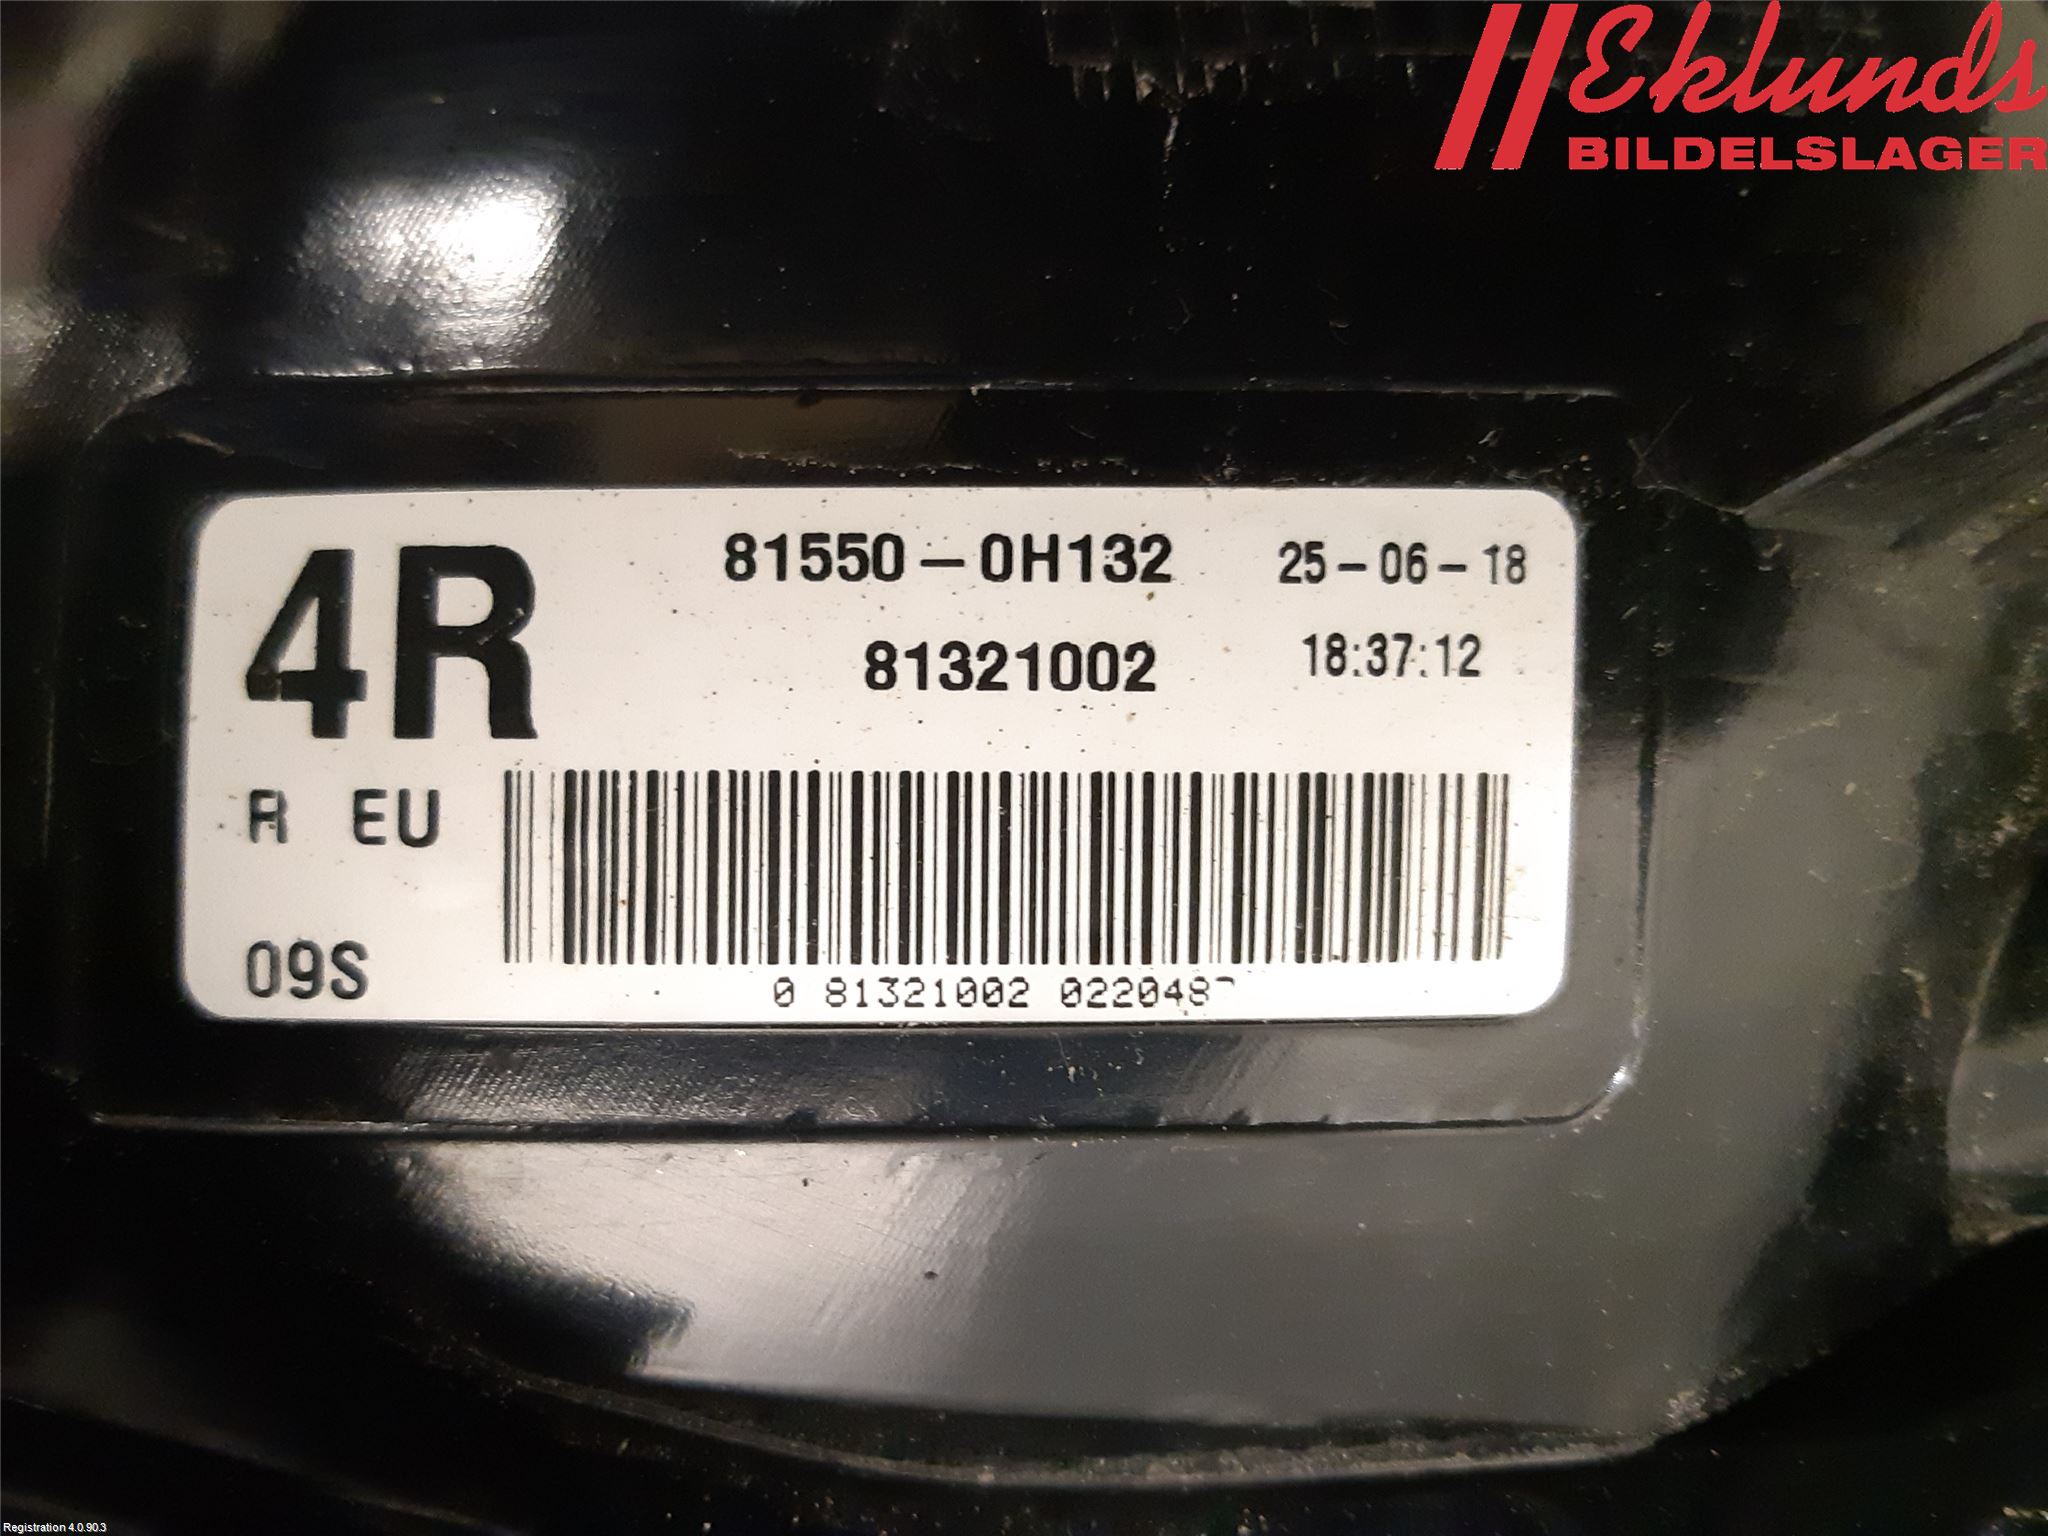 Eklunds
BILDELSLAGER
4R
81550-0H132
25-06-18
81321002
18:37:12
R EU
09S
0 81321002
Registration 4.0.90.3